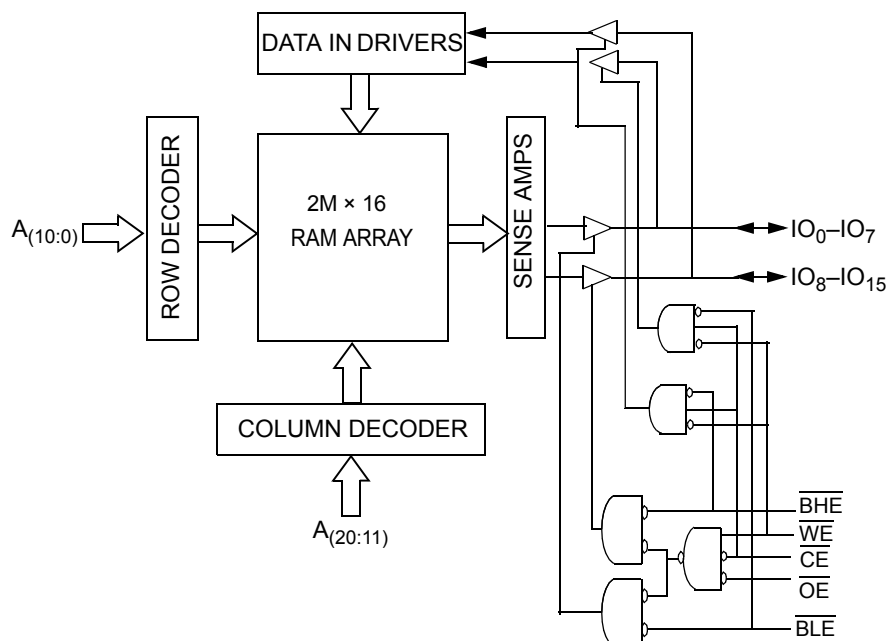 DATA IN DRIVERS
A(10:0)
ROW DECODER
2M × 16
RAM ARRAY
SENSE AMPS
IO0–IO7
IO8–IO15
COLUMN DECODER
A(20:11)
BHE
WE
CE
OE
BLE